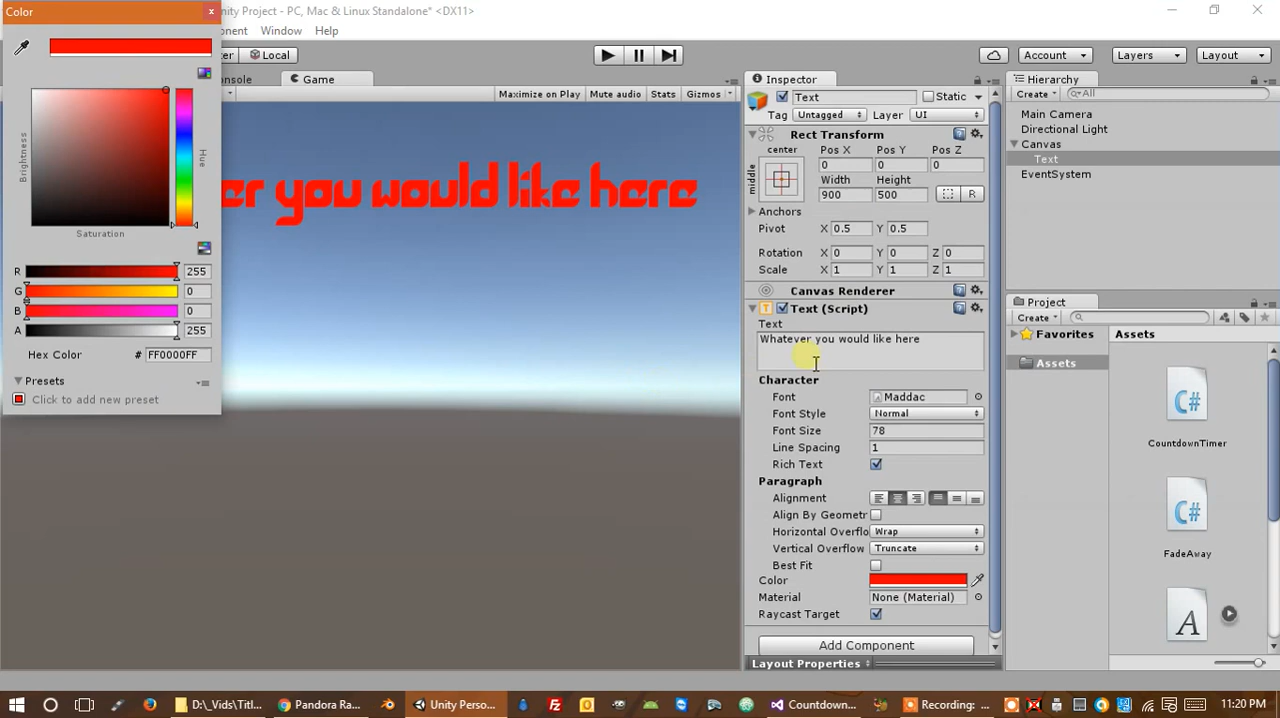 Color
nity Project - PC, Mac & Linux Standalone* <DX11>
onent Window Help
ter Local
Account Layers Layout
onsole Game
Maximize on Play Mute audio Stats Gizmos
er you would like here
Brightness
Hue
Saturation
R 255
G 0
B 0
A 255
Hex Color # FF0000FF
Presets
Click to add new preset
Inspector
Text Static
Tag Untagged Layer UI
Rect Transform
center Pos X Pos Y Pos Z
middle 0 0 0
Width Height
900 500 R
Anchors
Pivot X 0.5 Y 0.5
Rotation X 0 Y 0 Z 0
Scale X 1 Y 1 Z 1
Canvas Renderer
T Text (Script)
Text
Whatever you would like here
Character
Font Maddac
Font Style Normal
Font Size 78
Line Spacing 1
Rich Text
Paragraph
Alignment
Align By Geometr
Horizontal Overflo Wrap
Vertical Overflow Truncate
Best Fit
Color
Material None (Material)
Raycast Target
Add Component
Layout Properties
Hierarchy
Create All
Main Camera
Directional Light
Canvas
Text
EventSystem
Project
Create
Favorites
Assets
Assets
C#
CountdownTimer
C#
FadeAway
A
D:\_Vids\Titl...
Pandora Ra...
Unity Perso...
Countdown...
Recording: ...
11:20 PM